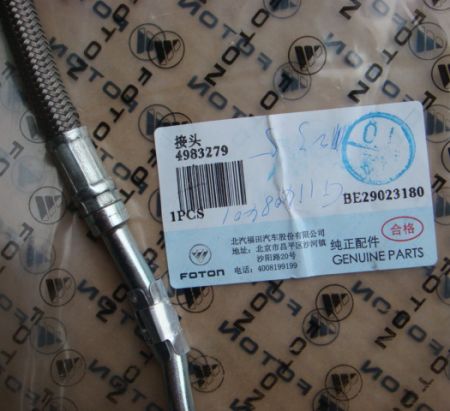 接头
4983279
1PCS
BE29023180
北汽福田汽车股份有限公司
地址：北京市昌平区沙河镇
沙阳路20号
电话：4008199199
FOTON
合格
纯正配件
GENUINE PARTS
FOTON